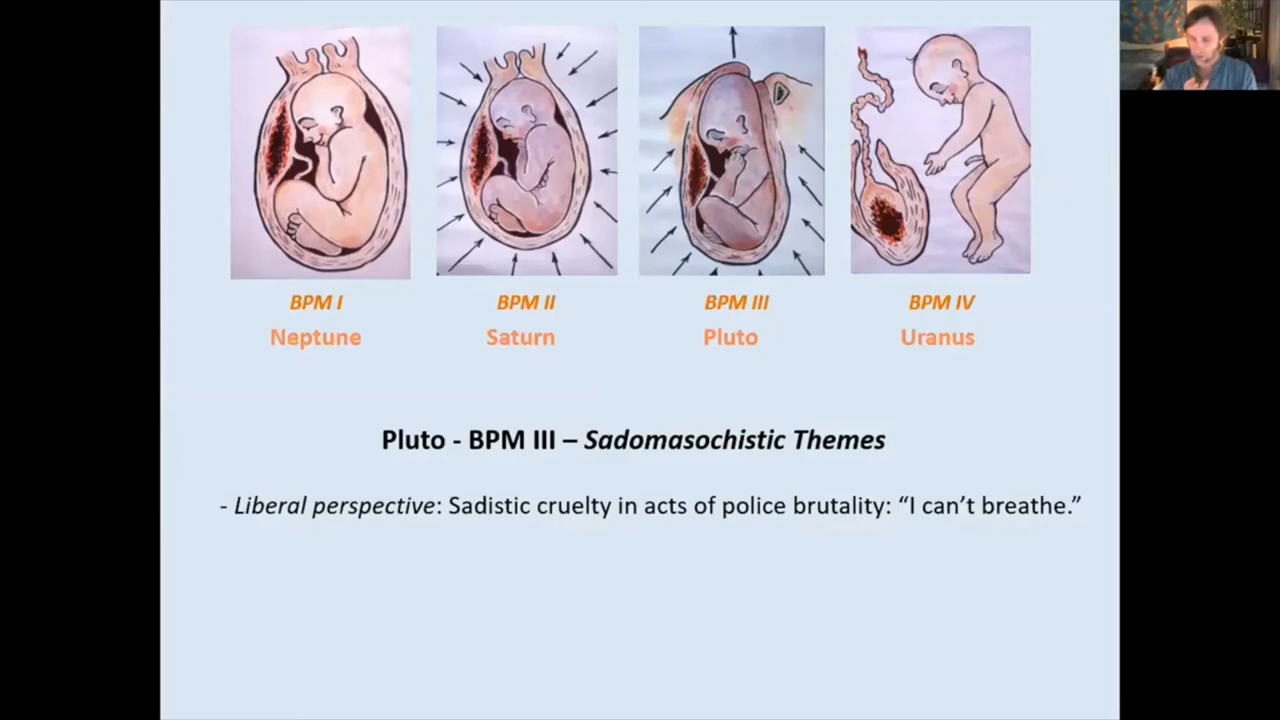 BPM I BPM II BPM III BPM IV
Neptune Saturn Pluto Uranus
Pluto - BPM III – Sadomasochistic Themes
- Liberal perspective: Sadistic cruelty in acts of police brutality: “I can’t breathe.”